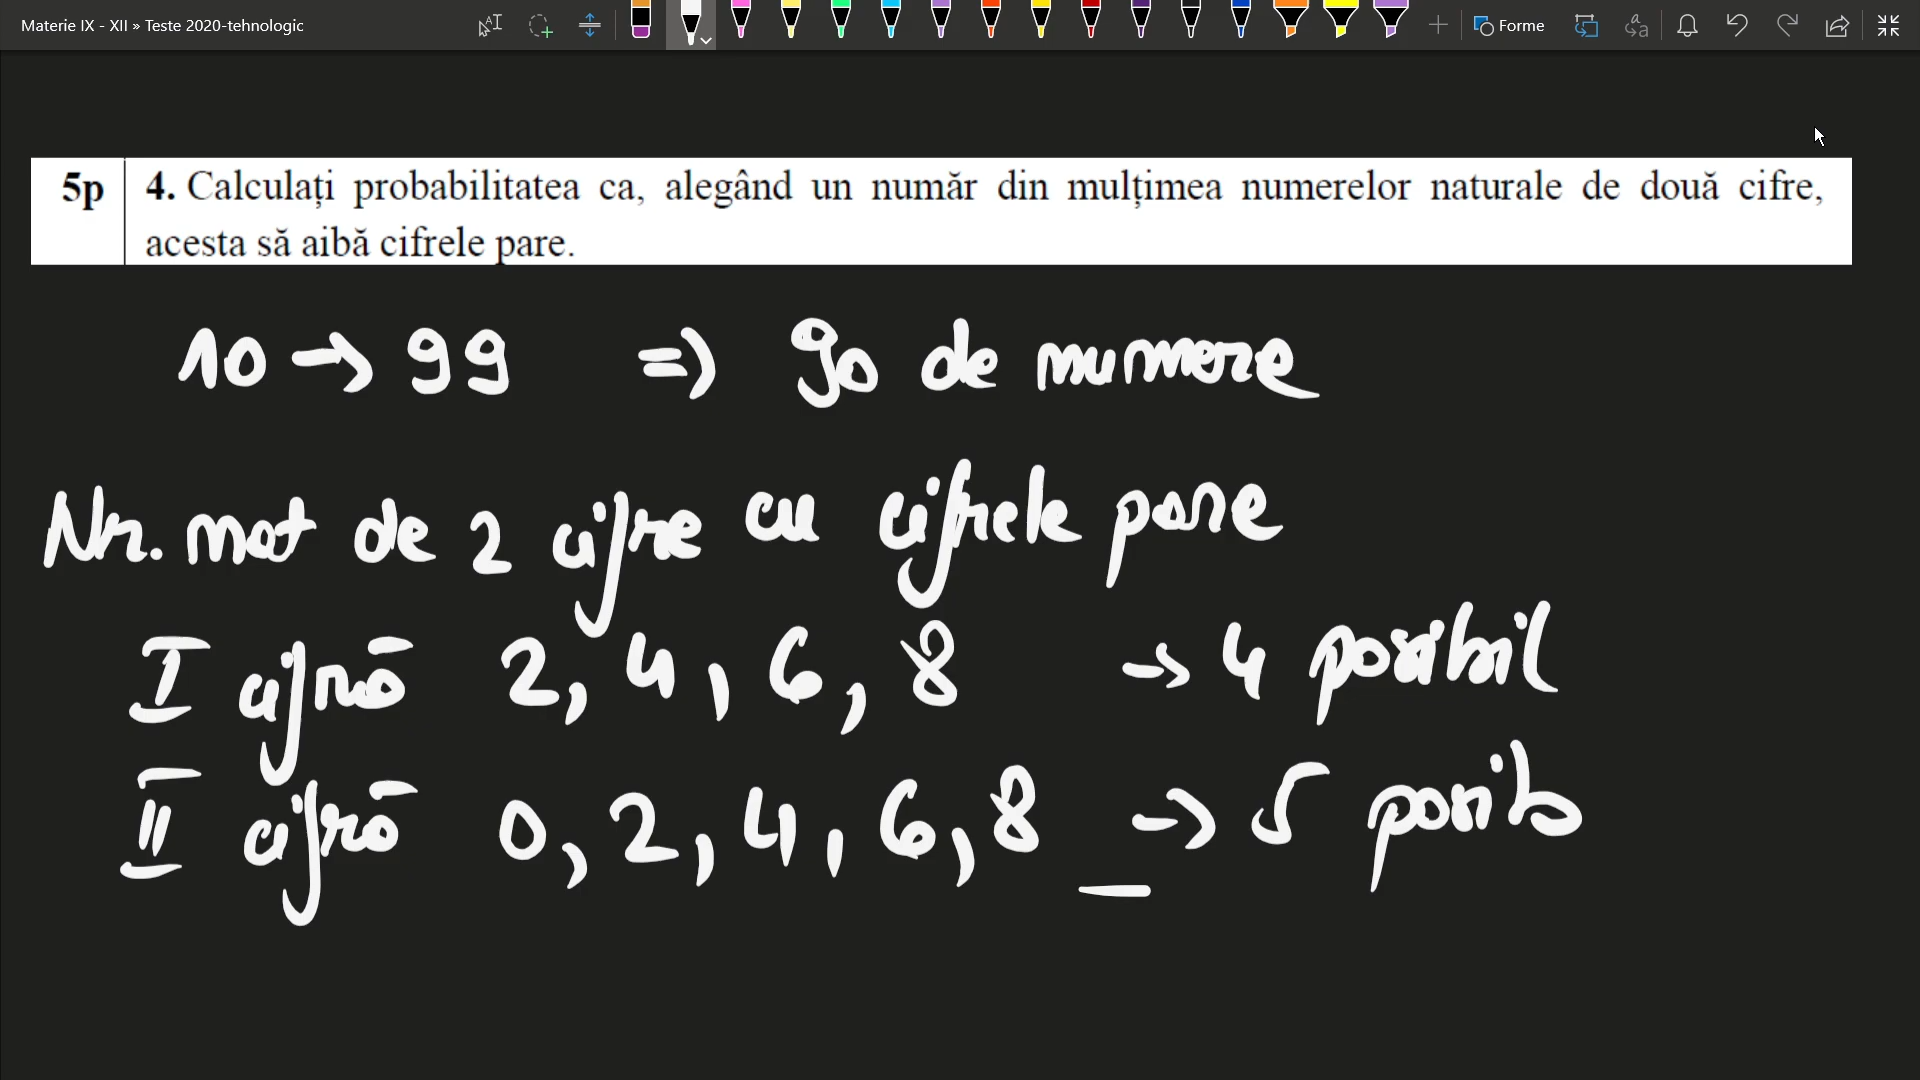 Materie IX - XII » Teste 2020-tehnologic
Forme
5p
4. Calculați probabilitatea ca, alegând un număr din mulțimea numerelor naturale de două cifre,
acesta să aibă cifrele pare.
10 → 99 => 90 de numere
Nr. nat de 2 cifre cu cifrele pare
I cifră 2, 4, 6, 8 → 4 posibil
II cifră 0, 2, 4, 6, 8 → 5 posib